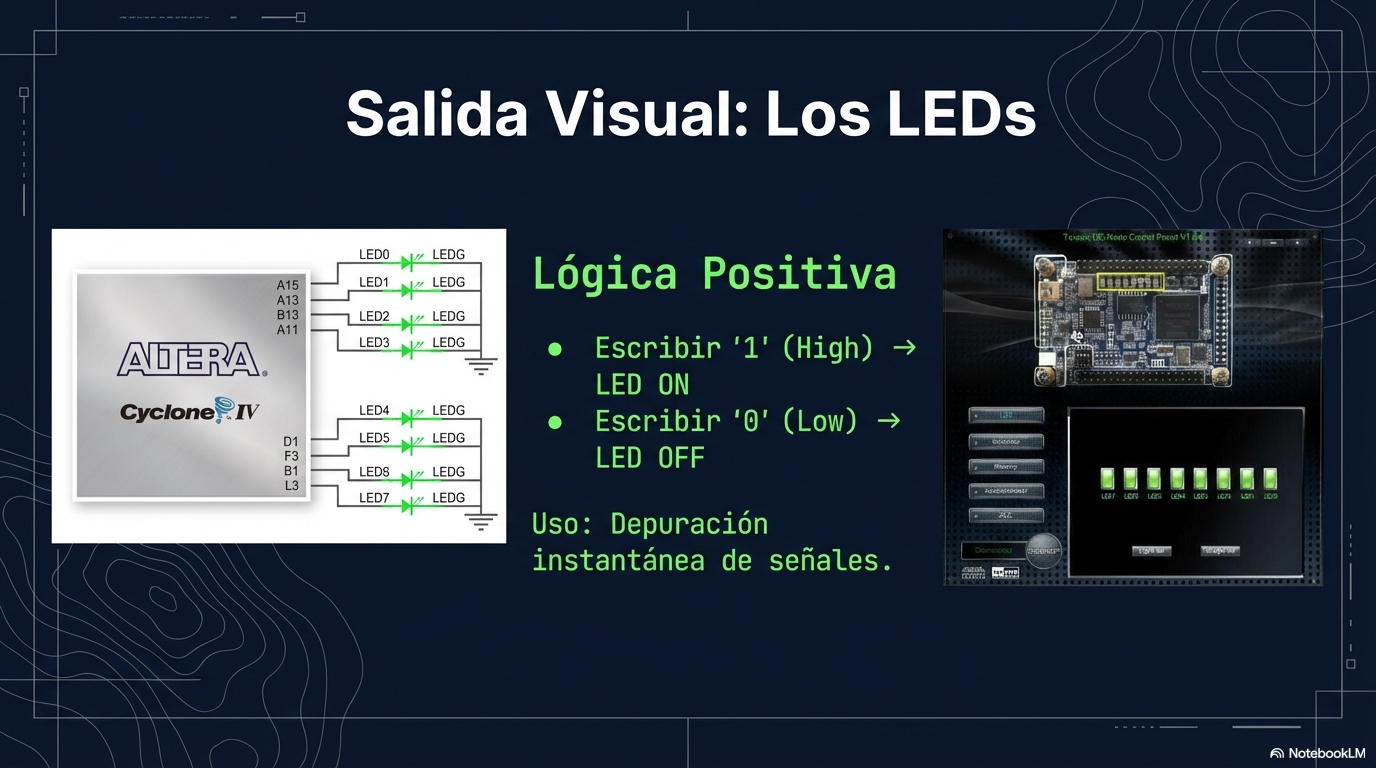 Salida Visual: Los LEDs
A15
A13
B13
A11
LED0 LEDG
LED1 LEDG
LED2 LEDG
LED3 LEDG
ALTERA®
Cyclone IV
D1
F3
B1
L3
LED4 LEDG
LED5 LEDG
LED8 LEDG
LED7 LEDG
Lógica Positiva
● Escribir ‘1’ (High) →
LED ON
● Escribir ‘0’ (Low) →
LED OFF
Uso: Depuración
instantánea de señales.
NotebookLM